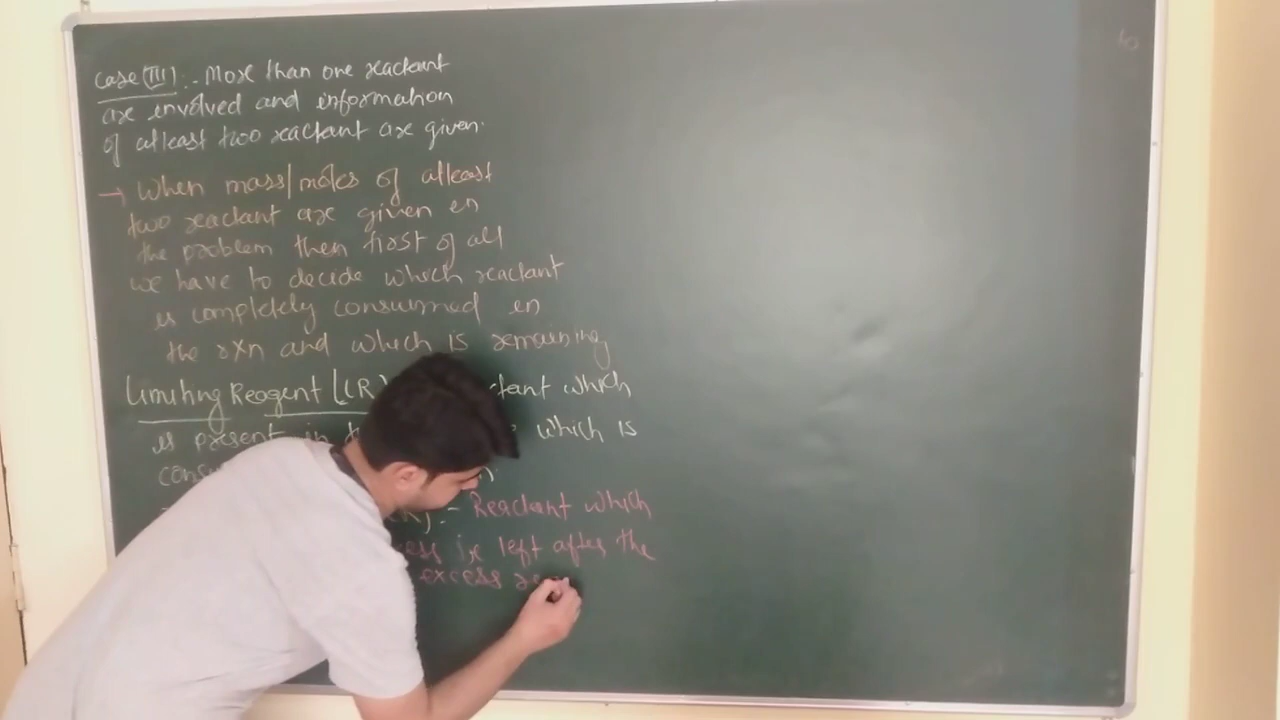 Case (III) :- More than one reactant
are involved and information
of atleast two reactant are given.
→ When mass/moles of atleast
two reactant are given in
the problem then first of all
we have to decide which reactant
is completely consumed in
the rxn and which is remaining
Limiting Reagent (LR) which
is present in which is
:- Reactant which
left after the
excess